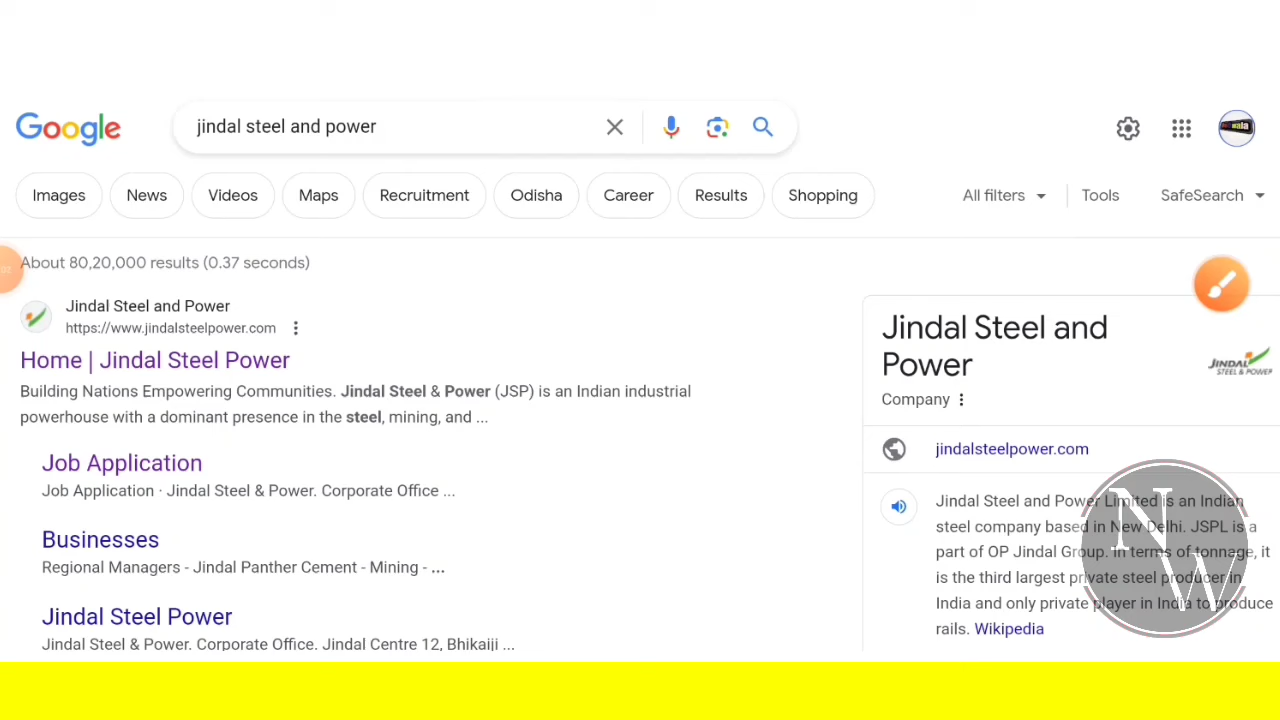 Google
jindal steel and power
Images
News
Videos
Maps
Recruitment
Odisha
Career
Results
Shopping
All filters
Tools
SafeSearch
About 80,20,000 results (0.37 seconds)
Jindal Steel and Power
https://www.jindalsteelpower.com
Home | Jindal Steel Power
Building Nations Empowering Communities. Jindal Steel & Power (JSP) is an Indian industrial
powerhouse with a dominant presence in the steel, mining, and ...
Job Application
Job Application · Jindal Steel & Power. Corporate Office ...
Businesses
Regional Managers - Jindal Panther Cement - Mining - ...
Jindal Steel Power
Jindal Steel & Power. Corporate Office. Jindal Centre 12, Bhikaiji ...
Jindal Steel and
Power
JINDAL
STEEL & POWER
Company
jindalsteelpower.com
Jindal Steel and Power Limited is an Indian
steel company based in New Delhi. JSPL is a
part of OP Jindal Group. In terms of tonnage, it
is the third largest private steel producer in
India and only private player in India to produce
rails. Wikipedia
NW